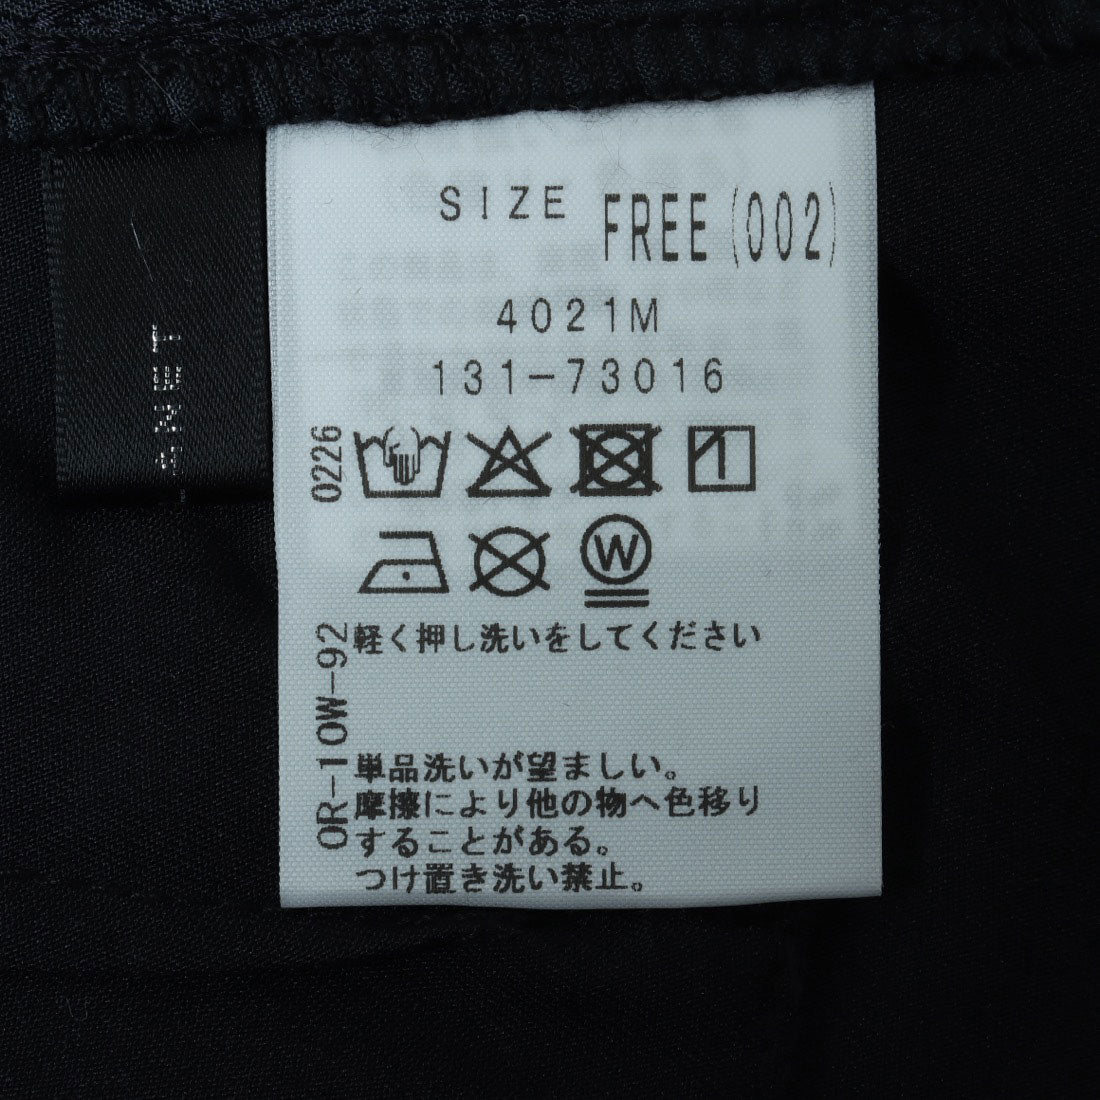 SIZE FREE(002)
4021M
131-73016
0226
W
OR-10W-92
軽く押し洗いをしてください
単品洗いが望ましい。
摩擦により他の物へ色移り
することがある。
つけ置き洗い禁止。